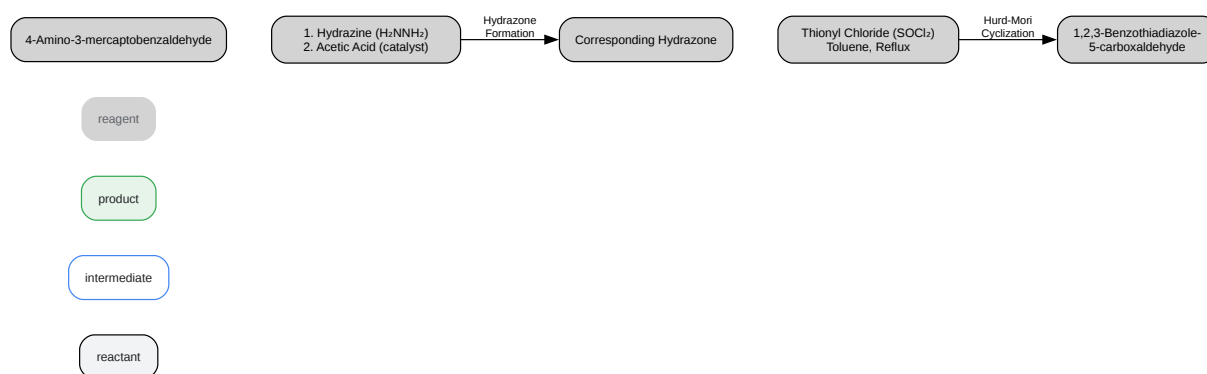 4-Amino-3-mercaptobenzaldehyde
1. Hydrazine (H₂NNH₂)
2. Acetic Acid (catalyst)
Hydrazone
Formation
Corresponding Hydrazone
Thionyl Chloride (SOCl₂)
Toluene, Reflux
Hurd-Mori
Cyclization
1,2,3-Benzothiadiazole-
5-carboxaldehyde
reagent
product
intermediate
reactant